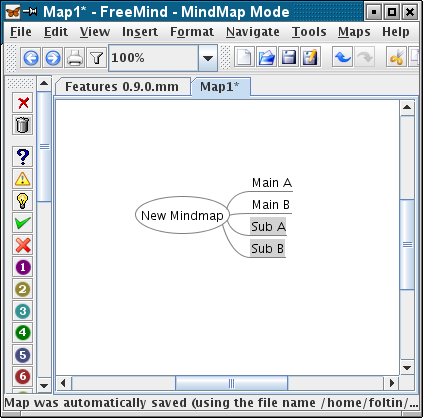 Map1* - FreeMind - MindMap Mode
File Edit View Insert Format Navigate Tools Maps Help
100%
Features 0.9.0.mm Map1*
Main A
Main B
New Mindmap
Sub A
Sub B
1
2
3
4
5
6
Map was automatically saved (using the file name /home/foltin/...